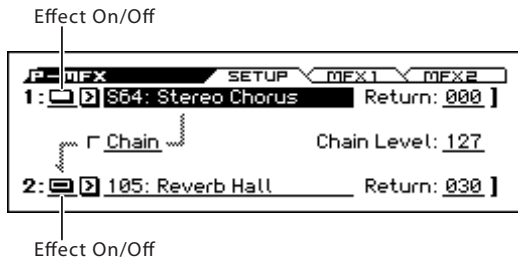 Effect On/Off
P-MFX SETUP MFX1 MFX2
1: S64: Stereo Chorus Return: 000 ]
Chain Chain Level: 127
2: 105: Reverb Hall Return: 030 ]
Effect On/Off